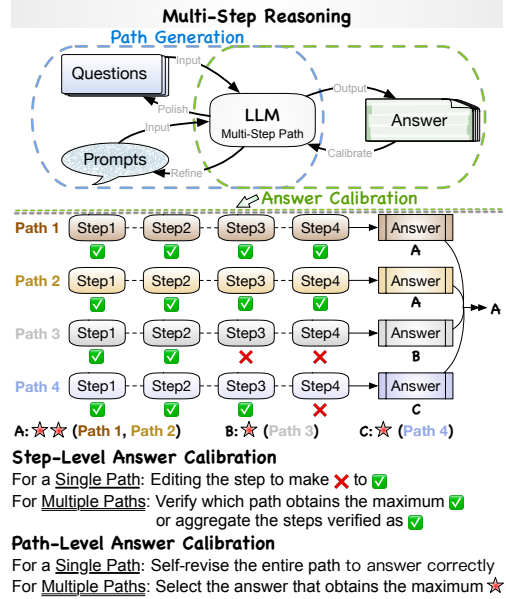 Multi-Step Reasoning
Path Generation
Input
Questions
Output
Polish
LLM
Multi-Step Path
Answer
Input
Calibrate
Prompts
Refine
Answer Calibration
Path 1 Step1 Step2 Step3 Step4 Answer
A
Path 2 Step1 Step2 Step3 Step4 Answer
A
A
Path 3 Step1 Step2 Step3 Step4 Answer
B
Path 4 Step1 Step2 Step3 Step4 Answer
C
A: (Path 1, Path 2) B: (Path 3) C: (Path 4)
Step-Level Answer Calibration
For a Single Path: Editing the step to make ❌ to ✅
For Multiple Paths: Verify which path obtains the maximum ✅
or aggregate the steps verified as ✅
Path-Level Answer Calibration
For a Single Path: Self-revise the entire path to answer correctly
For Multiple Paths: Select the answer that obtains the maximum